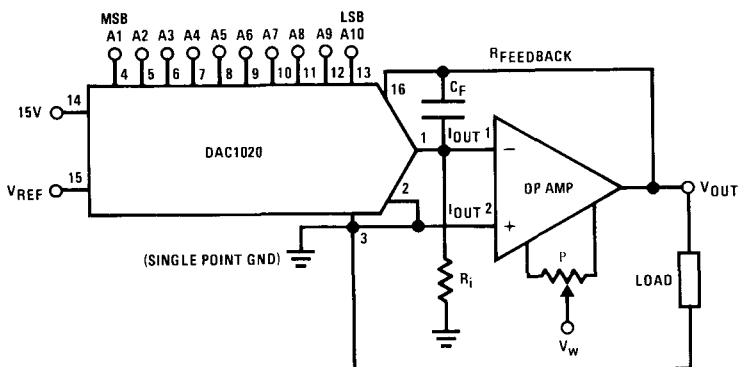 MSB LSB
A1 A2 A3 A4 A5 A6 A7 A8 A9 A10
4 5 6 7 8 9 10 11 12 13
16
RFEEDBACK
CF
14
15V
DAC1020
1
IOUT 1
−
OP AMP
VOUT
15
VREF
2
IOUT 2
+
3
(SINGLE POINT GND)
Ri
P
LOAD
Vw